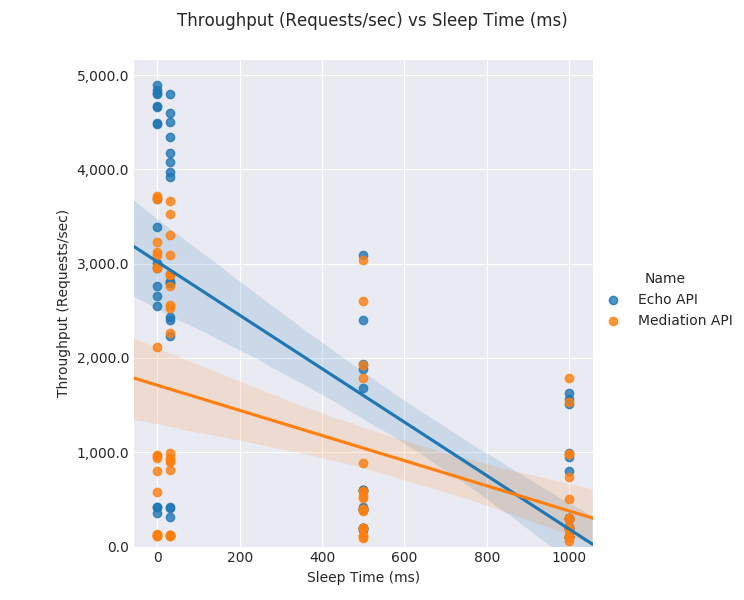 Throughput (Requests/sec) vs Sleep Time (ms)
5,000.0
4,000.0
3,000.0
2,000.0
1,000.0
0.0
Throughput (Requests/sec)
0 200 400 600 800 1000
Sleep Time (ms)
Name
Echo API
Mediation API